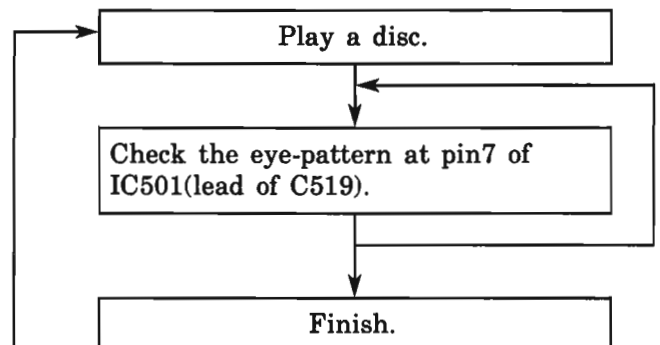 Play a disc.
Check the eye-pattern at pin7 of
IC501(lead of C519).
Finish.